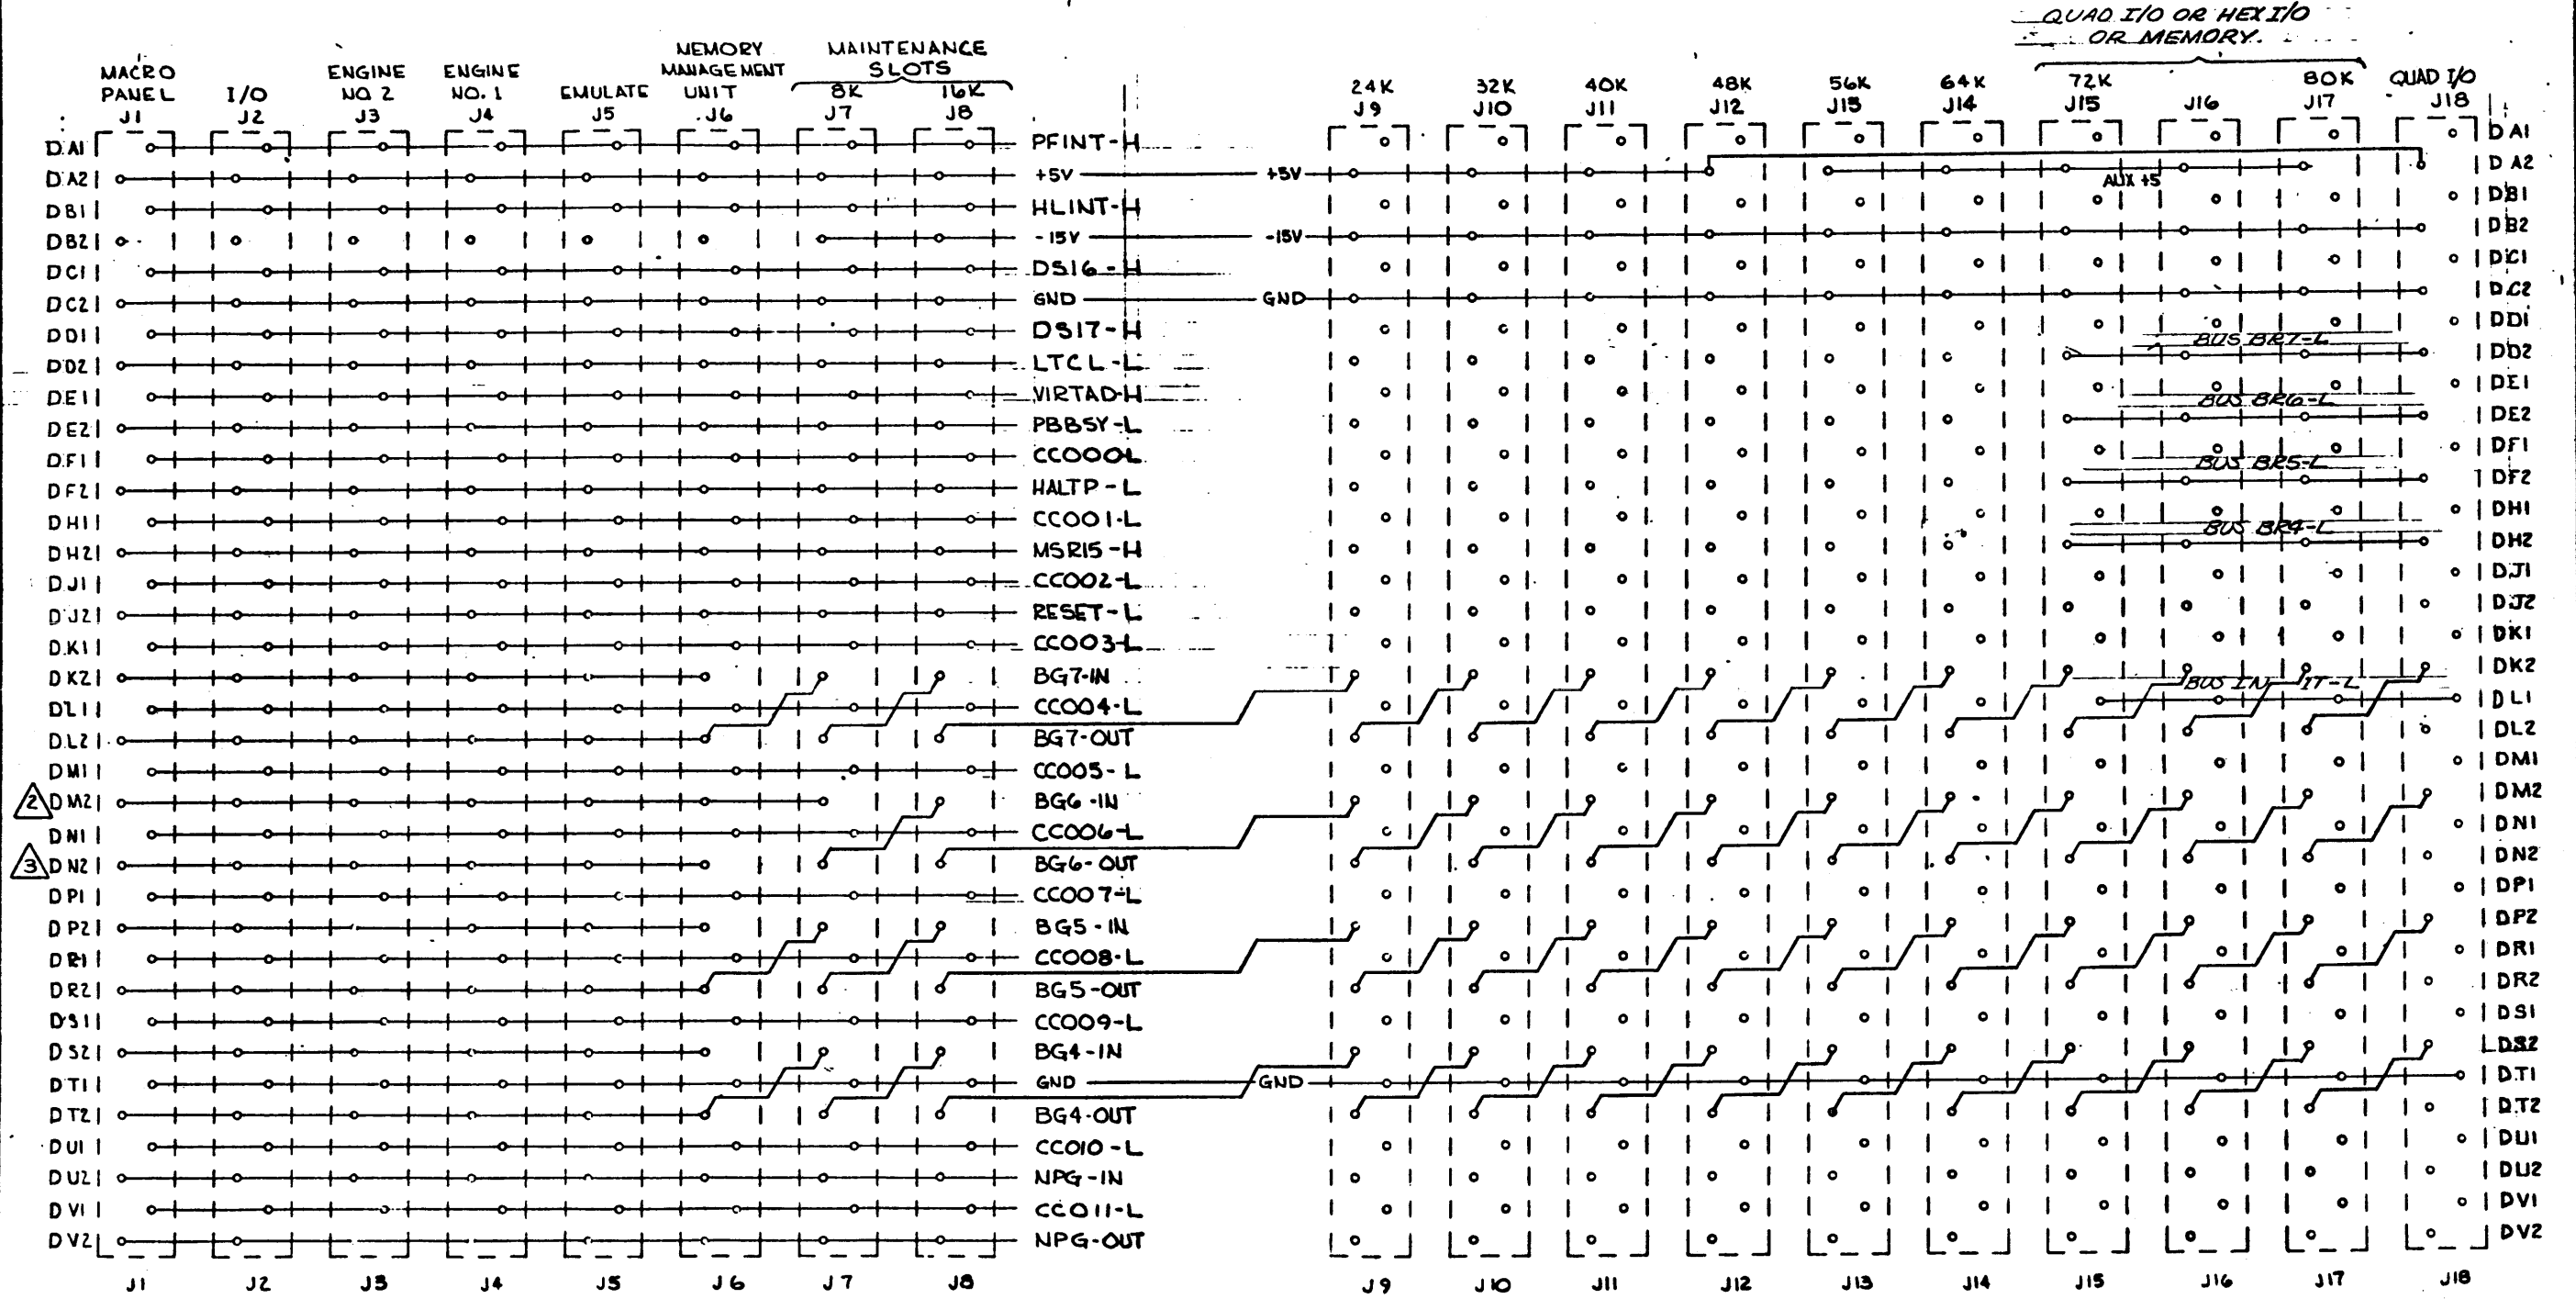 QUAD I/O OR HEX I/O
OR MEMORY.
MACRO PANEL J1
I/O J2
ENGINE NO 2 J3
ENGINE NO. 1 J4
EMULATE J5
MEMORY MANAGEMENT UNIT J6
MAINTENANCE SLOTS
8K J7
16K J8
24K J9
32K J10
40K J11
48K J12
56K J13
64K J14
72K J15
J16
80K J17
QUAD I/O J18
DA1 PFINT-H DA1
DA2 +5V +5V AUX +5 DA2
DB1 HLINT-H DB1
DB2 -15V -15V DB2
DC1 DS16-H DC1
DC2 GND GND DC2
DD1 DS17-H DD1
DD2 LTCL-L BUS BR7-L DD2
DE1 VIRTAD-H DE1
DE2 PBBSY-L BUS BR6-L DE2
DF1 CC000L DF1
DF2 HALTP-L BUS BR5-L DF2
DH1 CC001-L DH1
DH2 MSR15-H BUS BR4-L DH2
DJ1 CC002-L DJ1
DJ2 RESET-L DJ2
DK1 CC003-L DK1
DK2 BG7-IN DK2
DL1 CC004-L BUS IN IT-L DL1
DL2 BG7-OUT DL2
DM1 CC005-L DM1
2 DM2 BG6-IN DM2
DN1 CC006-L DN1
3 DN2 BG6-OUT DN2
DP1 CC007-L DP1
DP2 BG5-IN DP2
DR1 CC008-L DR1
DR2 BG5-OUT DR2
DS1 CC009-L DS1
DS2 BG4-IN DS2
DT1 GND GND DT1
DT2 BG4-OUT DT2
DU1 CC010-L DU1
DU2 NPG-IN DU2
DV1 CC011-L DV1
DV2 NPG-OUT DV2
J1 J2 J3 J4 J5 J6 J7 J8 J9 J10 J11 J12 J13 J14 J15 J16 J17 J18